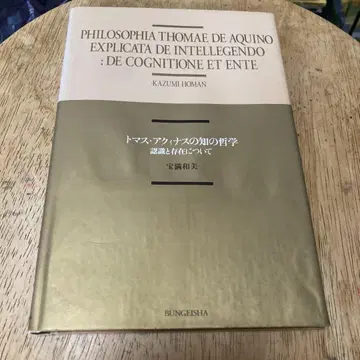 PHILOSOPHIA THOMAE DE AQUINO
EXPLICATA DE INTELLEGENDO
: DE COGNITIONE ET ENTE
KAZUMI HOMAN
トマス・アクィナスの知の哲学
認識と存在について
宝満和美
BUNGEISHA